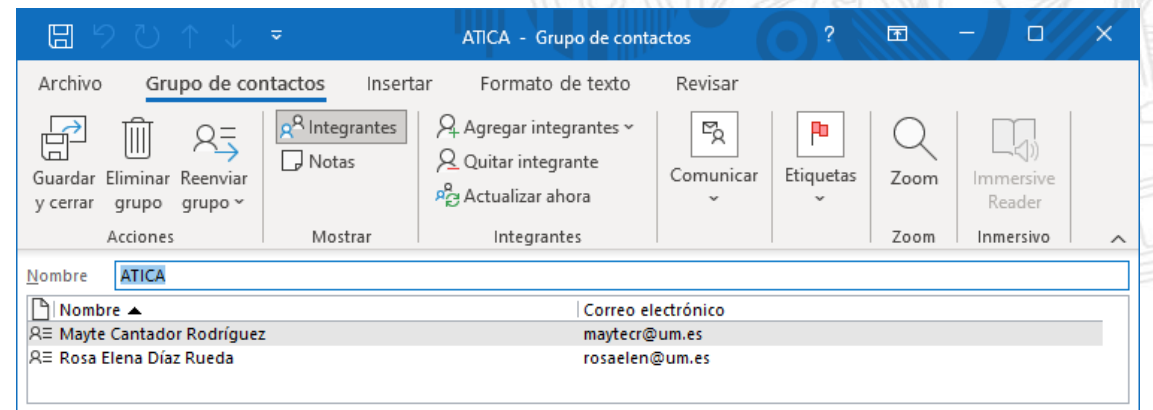 ATICA - Grupo de contactos ?
Archivo Grupo de contactos Insertar Formato de texto Revisar
Guardar y cerrar
Eliminar grupo
Reenviar grupo
Acciones
Integrantes
Notas
Mostrar
Agregar integrantes
Quitar integrante
Actualizar ahora
Integrantes
Comunicar
Etiquetas
Zoom
Zoom
Immersive Reader
Inmersivo
Nombre ATICA
Nombre Correo electrónico
Mayte Cantador Rodríguez maytecr@um.es
Rosa Elena Díaz Rueda rosaelen@um.es